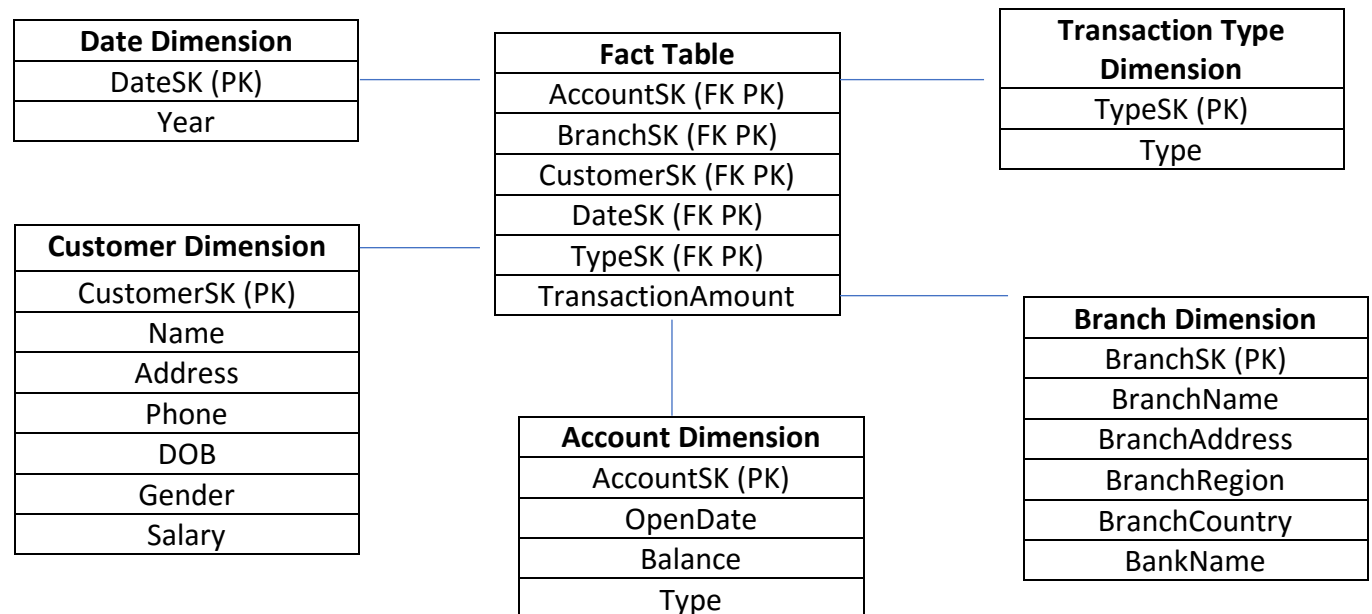 Date Dimension
DateSK (PK)
Year
Customer Dimension
CustomerSK (PK)
Name
Address
Phone
DOB
Gender
Salary
Fact Table
AccountSK (FK PK)
BranchSK (FK PK)
CustomerSK (FK PK)
DateSK (FK PK)
TypeSK (FK PK)
TransactionAmount
Account Dimension
AccountSK (PK)
OpenDate
Balance
Type
Transaction Type
Dimension
TypeSK (PK)
Type
Branch Dimension
BranchSK (PK)
BranchName
BranchAddress
BranchRegion
BranchCountry
BankName